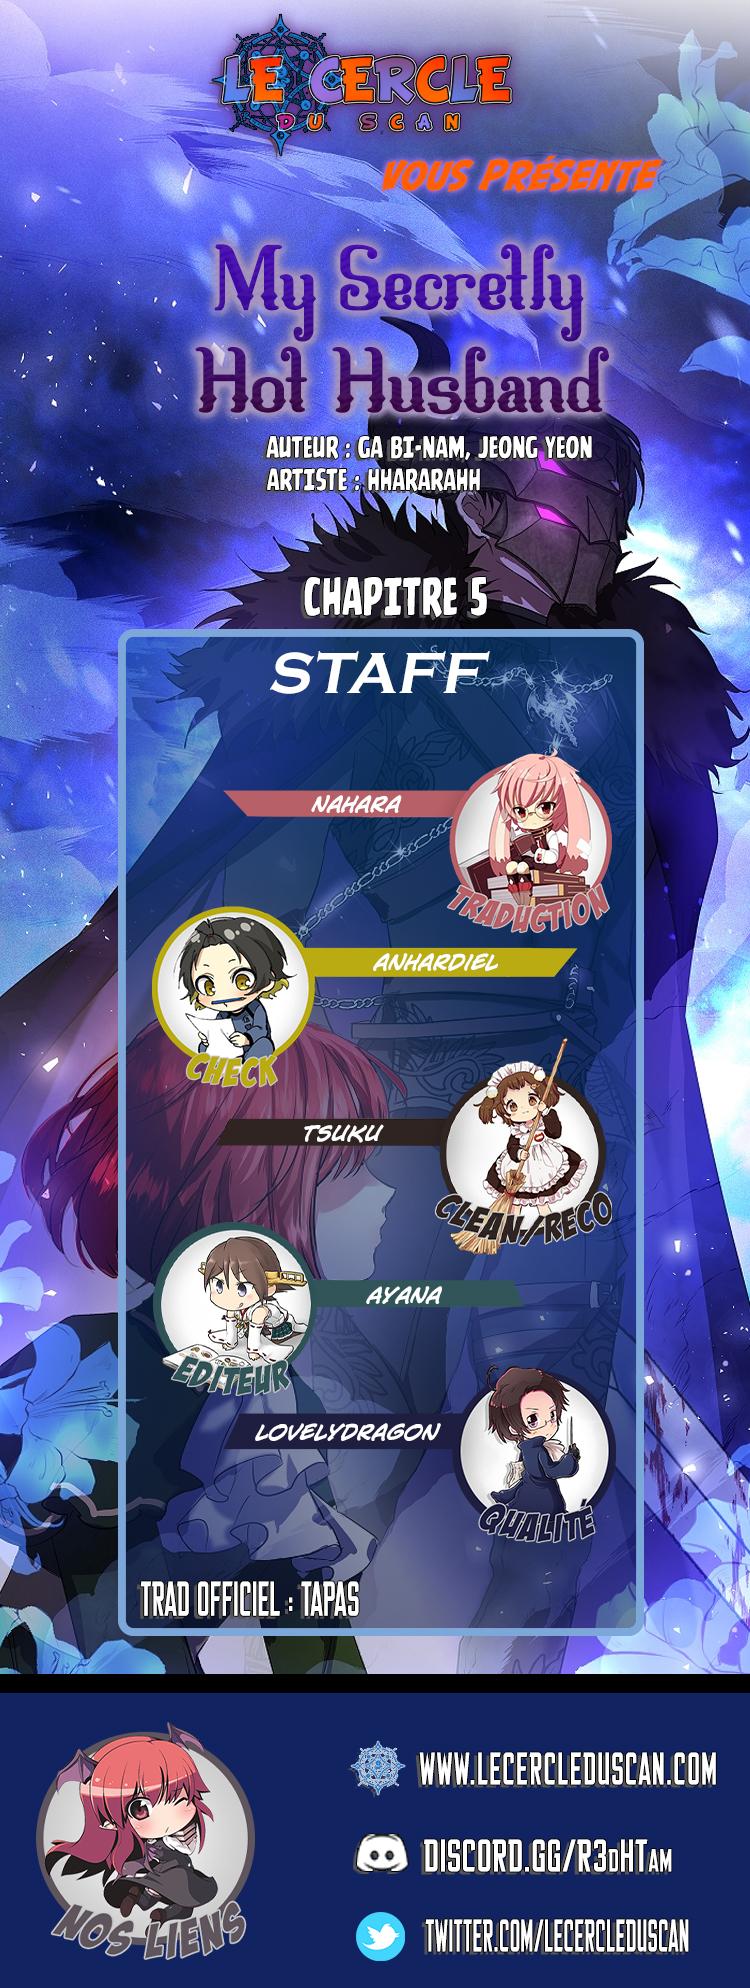 LE CERCLE
DU SCAN
VOUS PRÉSENTE
My Secretly
Hot Husband
AUTEUR : GA BI-NAM, JEONG YEON
ARTISTE : HHARARAHH
CHAPITRE 5
STAFF
NAHARA
TRADUCTION
ANHARDIEL
CHECK
TSUKU
CLEAN/RECO
AYANA
EDITEUR
LOVELYDRAGON
QUALITÉ
TRAD OFFICIEL : TAPAS
NOS LIENS
WWW.LECERCLEDUSCAN.COM
DISCORD.GG/R3DHTAM
TWITTER.COM/LECERCLEDUSCAN